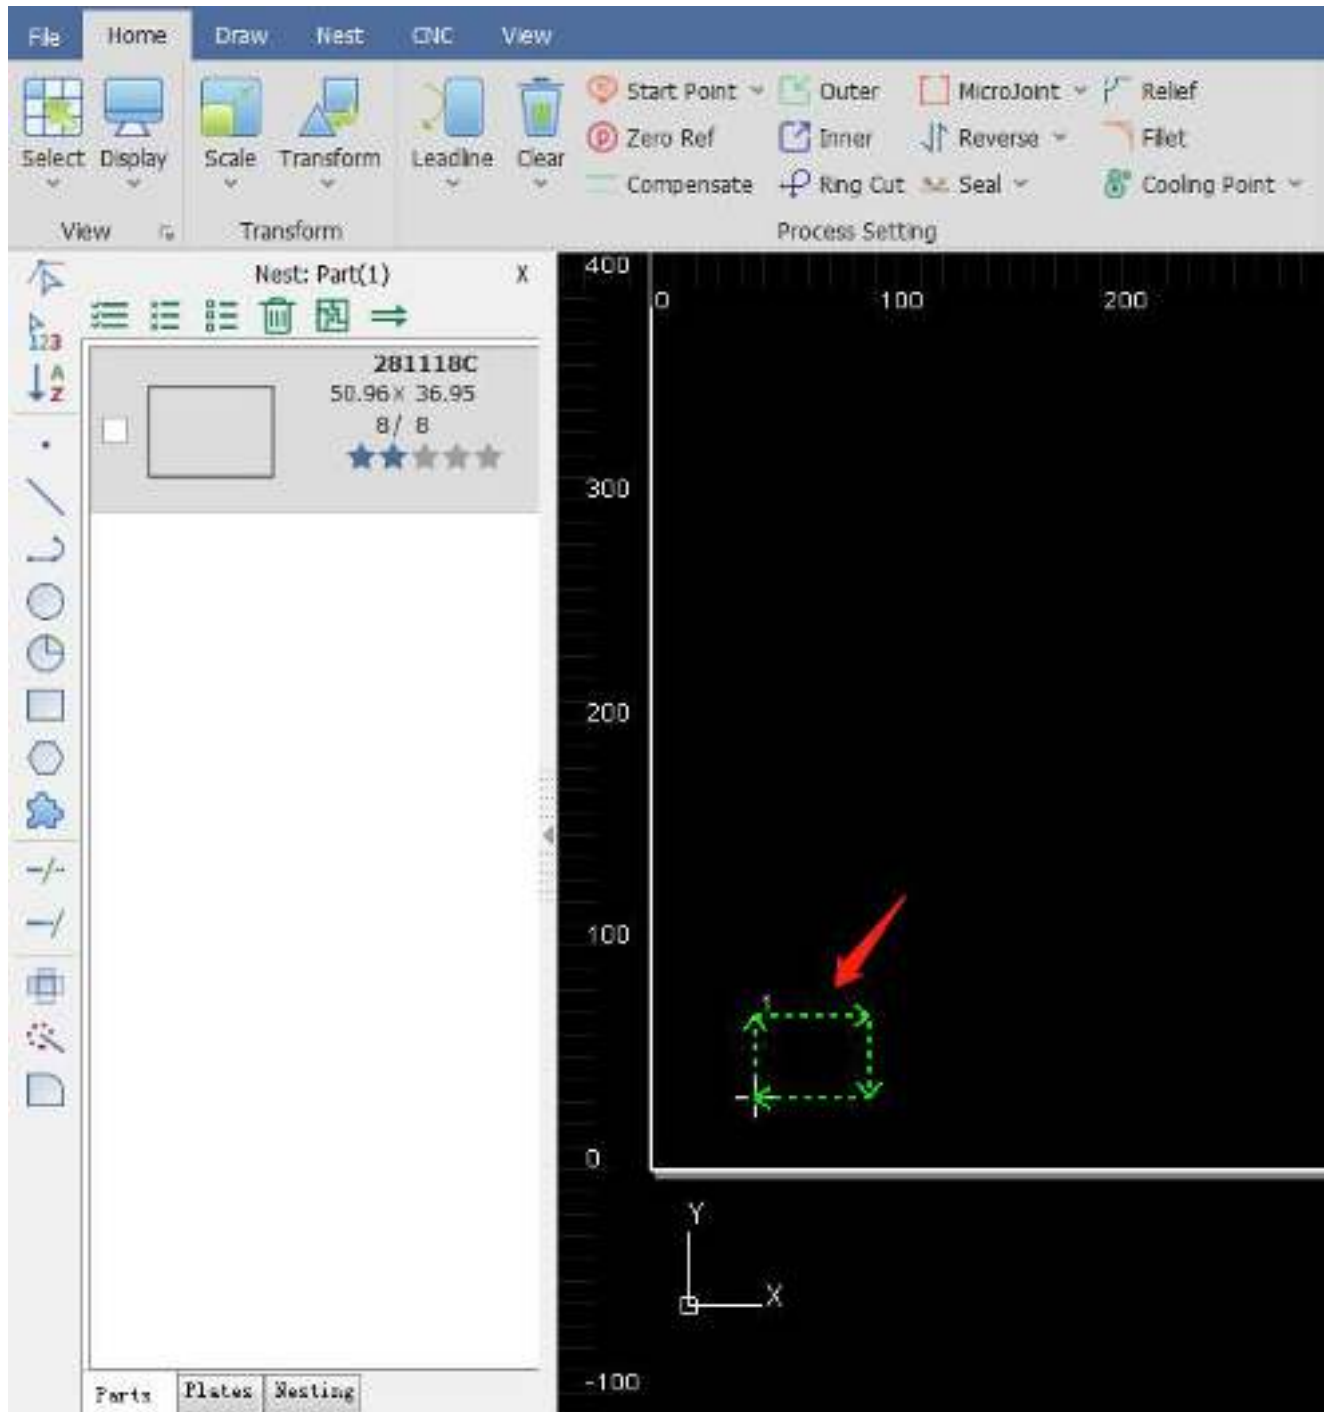 File Home Draw Nest CNC View
Start Point Outer MicroJoint Relief
Zero Ref Inner Reverse Fillet
Select Display Scale Transform Leadline Clear
Compensate Ring Cut Seal Cooling Point
View Transform Process Setting
Nest: Part(1) X
123
A
Z
281118C
50.96 X 36.95
8/ 8
400
0 100 200
300
200
100
0
Y
X
-100
Parts Plates Nesting